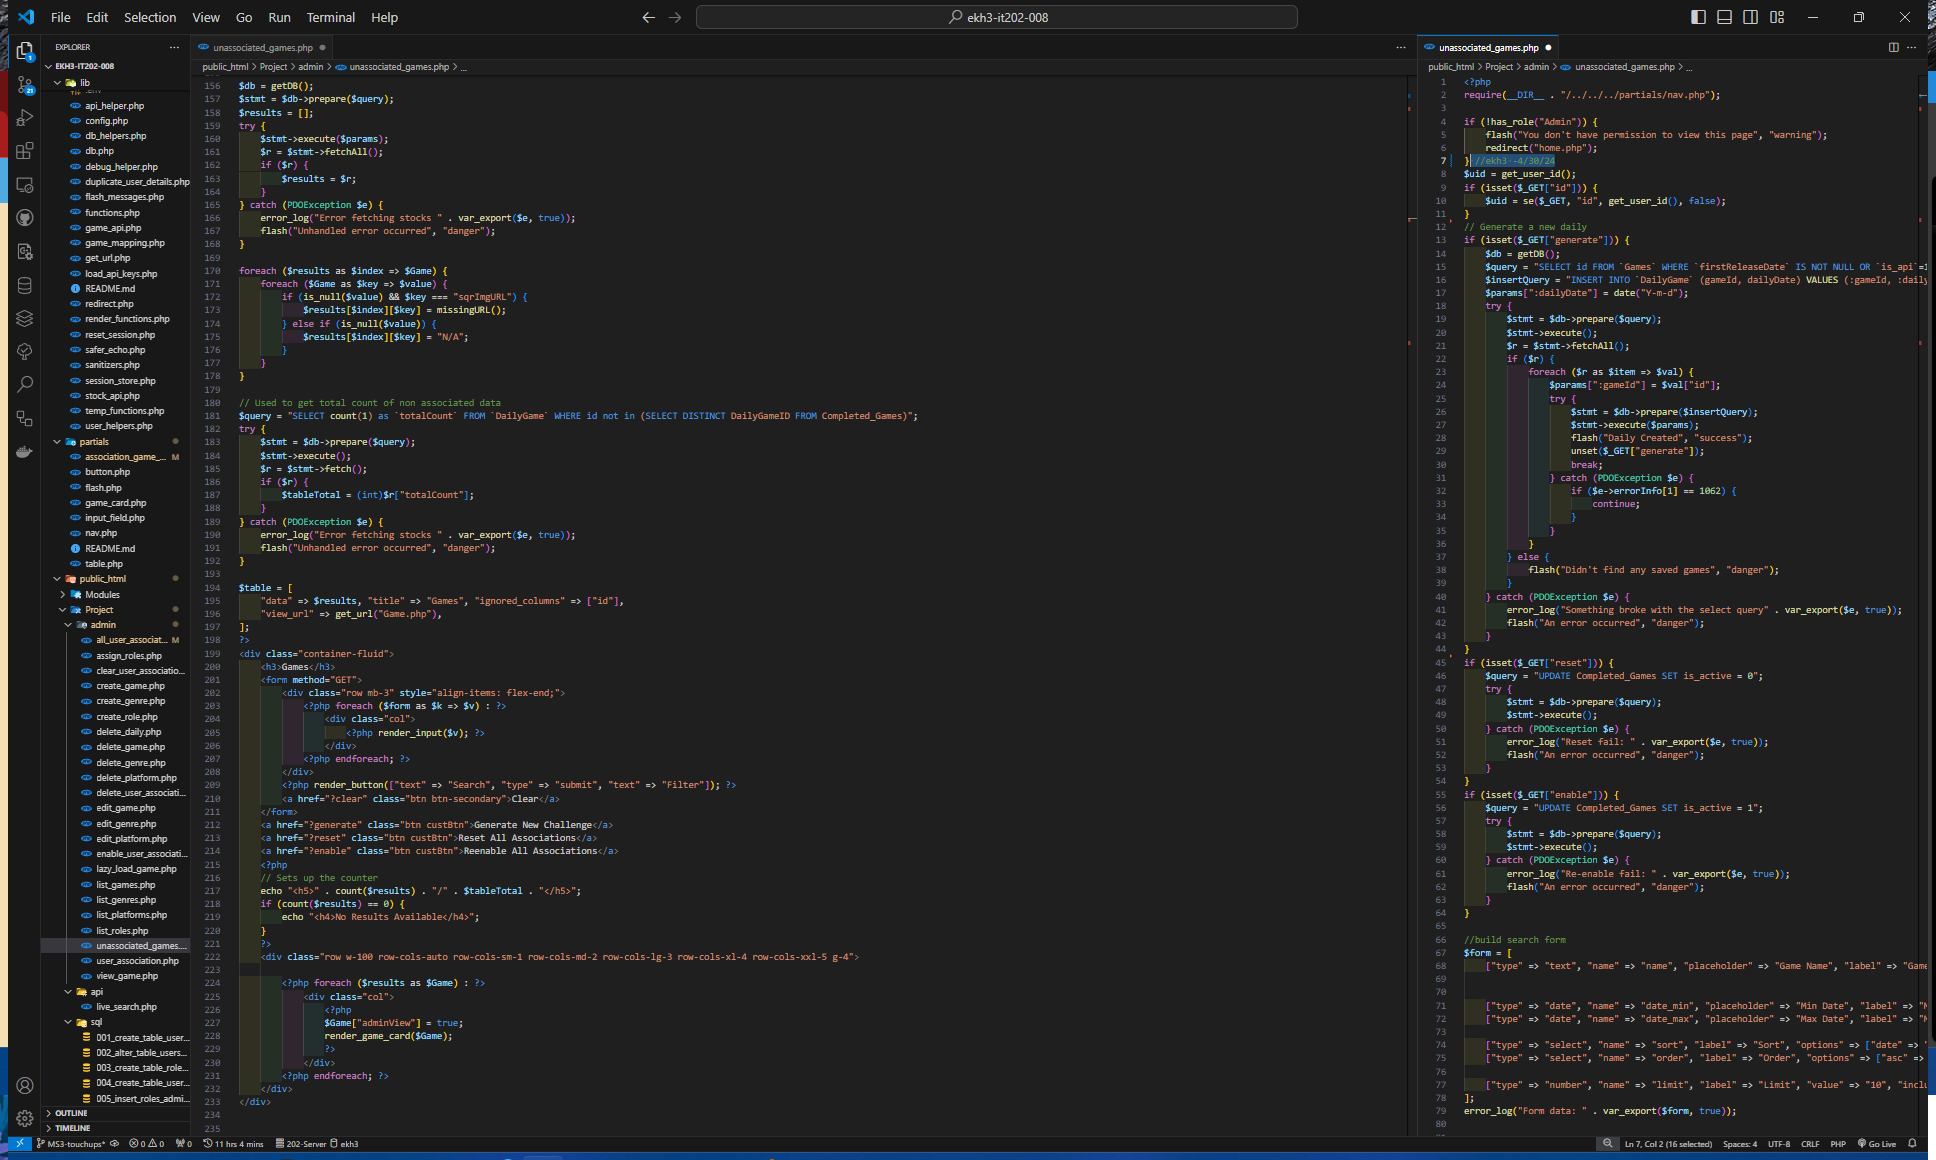 File Edit Selection View Go Run Terminal Help
ekh3-it202-008
EXPLORER
EKH3-IT202-008
lib
.env
api_helper.php
config.php
db_helpers.php
db.php
debug_helper.php
duplicate_user_details.php
flash_messages.php
functions.php
game_api.php
game_mapping.php
get_url.php
load_api_keys.php
README.md
redirect.php
render_functions.php
reset_session.php
safer_echo.php
sanitizers.php
session_store.php
stock_api.php
temp_functions.php
user_helpers.php
partials
association_game_... M
button.php
flash.php
game_card.php
input_field.php
nav.php
README.md
table.php
public_html
Modules
Project
admin
all_user_associat... M
assign_roles.php
clear_user_associatio...
create_game.php
create_genre.php
create_role.php
delete_daily.php
delete_game.php
delete_genre.php
delete_platform.php
delete_user_associati...
edit_game.php
edit_genre.php
edit_platform.php
enable_user_associati...
lazy_load_game.php
list_games.php
list_genres.php
list_platforms.php
list_roles.php
unassociated_games....
user_association.php
view_game.php
api
live_search.php
sql
001_create_table_user...
002_alter_table_users...
003_create_table_role...
004_create_table_user...
005_insert_roles_admi...
OUTLINE
TIMELINE
unassociated_games.php
public_html > Project > admin > unassociated_games.php > ...
156 $db = getDB();
157 $stmt = $db->prepare($query);
158 $results = [];
159 try {
160 $stmt->execute($params);
161 $r = $stmt->fetchAll();
162 if ($r) {
163 $results = $r;
164 }
165 } catch (PDOException $e) {
166 error_log("Error fetching stocks " . var_export($e, true));
167 flash("Unhandled error occurred", "danger");
168 }
169
170 foreach ($results as $index => $Game) {
171 foreach ($Game as $key => $value) {
172 if (is_null($value) && $key === "sqrImgURL") {
173 $results[$index][$key] = missingURL();
174 } else if (is_null($value)) {
175 $results[$index][$key] = "N/A";
176 }
177 }
178 }
179
180 // Used to get total count of non associated data
181 $query = "SELECT count(1) as `totalCount` FROM `DailyGame` WHERE id not in (SELECT DISTINCT DailyGameID FROM Completed_Games)";
182 try {
183 $stmt = $db->prepare($query);
184 $stmt->execute();
185 $r = $stmt->fetch();
186 if ($r) {
187 $tableTotal = (int)$r["totalCount"];
188 }
189 } catch (PDOException $e) {
190 error_log("Error fetching stocks " . var_export($e, true));
191 flash("Unhandled error occurred", "danger");
192 }
193
194 $table = [
195 "data" => $results, "title" => "Games", "ignored_columns" => ["id"],
196 "view_url" => get_url("Game.php"),
197 ];
198 ?>
199 <div class="container-fluid">
200 <h3>Games</h3>
201 <form method="GET">
202 <div class="row mb-3" style="align-items: flex-end;">
203 <?php foreach ($form as $k => $v) : ?>
204 <div class="col">
205 <?php render_input($v); ?>
206 </div>
207 <?php endforeach; ?>
208 </div>
209 <?php render_button(["text" => "Search", "type" => "submit", "text" => "Filter"]); ?>
210 <a href="?clear" class="btn btn-secondary">Clear</a>
211 </form>
212 <a href="?generate" class="btn custBtn">Generate New Challenge</a>
213 <a href="?reset" class="btn custBtn">Reset All Associations</a>
214 <a href="?enable" class="btn custBtn">Reenable All Associations</a>
215 <?php
216 // Sets up the counter
217 echo "<h5>" . count($results) . "/" . $tableTotal . "</h5>";
218 if (count($results) == 0) {
219 echo "<h4>No Results Available</h4>";
220 }
221 ?>
222 <div class="row w-100 row-cols-auto row-cols-sm-1 row-cols-md-2 row-cols-lg-3 row-cols-xl-4 row-cols-xxl-5 g-4">
223
224 <?php foreach ($results as $Game) : ?>
225 <div class="col">
226 <?php
227 $Game["adminView"] = true;
228 render_game_card($Game);
229 ?>
230 </div>
231 <?php endforeach; ?>
232 </div>
233 </div>
234
235
unassociated_games.php
public_html > Project > admin > unassociated_games.php > ...
1 <?php
2 require(__DIR__ . "/../../../partials/nav.php");
3
4 if (!has_role("Admin")) {
5 flash("You don't have permission to view this page", "warning");
6 redirect("home.php");
7 } //ekh3 -4/30/24
8 $uid = get_user_id();
9 if (isset($_GET["id"])) {
10 $uid = se($_GET, "id", get_user_id(), false);
11 }
12 // Generate a new daily
13 if (isset($_GET["generate"])) {
14 $db = getDB();
15 $query = "SELECT id FROM `Games` WHERE `firstReleaseDate` IS NOT NULL OR `is_api`=1
16 $insertQuery = "INSERT INTO `DailyGame` (gameId, dailyDate) VALUES (:gameId, :daily
17 $params[":dailyDate"] = date("Y-m-d");
18 try {
19 $stmt = $db->prepare($query);
20 $stmt->execute();
21 $r = $stmt->fetchAll();
22 if ($r) {
23 foreach ($r as $item => $val) {
24 $params[":gameId"] = $val["id"];
25 try {
26 $stmt = $db->prepare($insertQuery);
27 $stmt->execute($params);
28 flash("Daily Created", "success");
29 unset($_GET["generate"]);
30 break;
31 } catch (PDOException $e) {
32 if ($e->errorInfo[1] == 1062) {
33 continue;
34 }
35 }
36 }
37 } else {
38 flash("Didn't find any saved games", "danger");
39 }
40 } catch (PDOException $e) {
41 error_log("Something broke with the select query" . var_export($e, true));
42 flash("An error occurred", "danger");
43 }
44 }
45 if (isset($_GET["reset"])) {
46 $query = "UPDATE Completed_Games SET is_active = 0";
47 try {
48 $stmt = $db->prepare($query);
49 $stmt->execute();
50 } catch (PDOException $e) {
51 error_log("Reset fail: " . var_export($e, true));
52 flash("An error occurred", "danger");
53 }
54 }
55 if (isset($_GET["enable"])) {
56 $query = "UPDATE Completed_Games SET is_active = 1";
57 try {
58 $stmt = $db->prepare($query);
59 $stmt->execute();
60 } catch (PDOException $e) {
61 error_log("Re-enable fail: " . var_export($e, true));
62 flash("An error occurred", "danger");
63 }
64 }
65
66 //build search form
67 $form = [
68 ["type" => "text", "name" => "name", "placeholder" => "Game Name", "label" => "Game
69
70
71 ["type" => "date", "name" => "date_min", "placeholder" => "Min Date", "label" => "M
72 ["type" => "date", "name" => "date_max", "placeholder" => "Max Date", "label" => "M
73
74 ["type" => "select", "name" => "sort", "label" => "Sort", "options" => ["date" => "
75 ["type" => "select", "name" => "order", "label" => "Order", "options" => ["asc" =>
76
77 ["type" => "number", "name" => "limit", "label" => "Limit", "value" => "10", "inclu
78 ];
79 error_log("Form data: " . var_export($form, true));
80
MS3-touchups* 0 0 0 11 hrs 4 mins 202-Server ekh3
Ln 7, Col 2 (16 selected) Spaces: 4 UTF-8 CRLF PHP Go Live